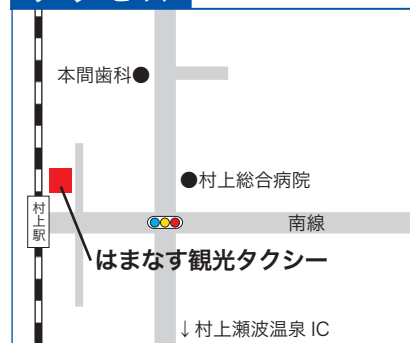 本間歯科●
●村上総合病院
村上駅
南線
はまなす観光タクシー
↓村上瀬波温泉 IC